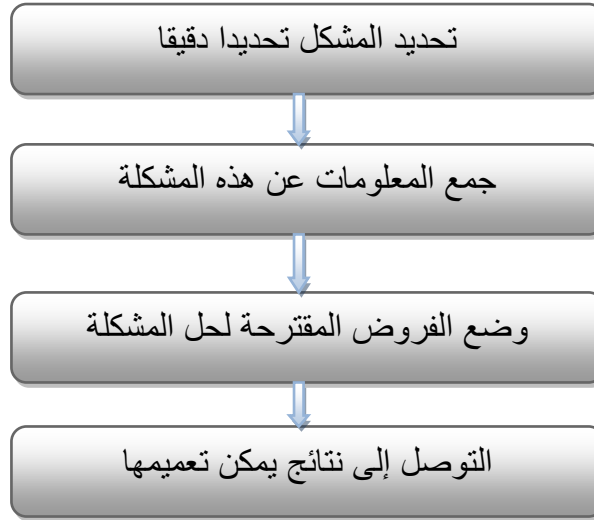 تحديد المشكل تحديدا دقيقا
جمع المعلومات عن هذه المشكلة
وضع الفروض المقترحة لحل المشكلة
التوصل إلى نتائج يمكن تعميمها